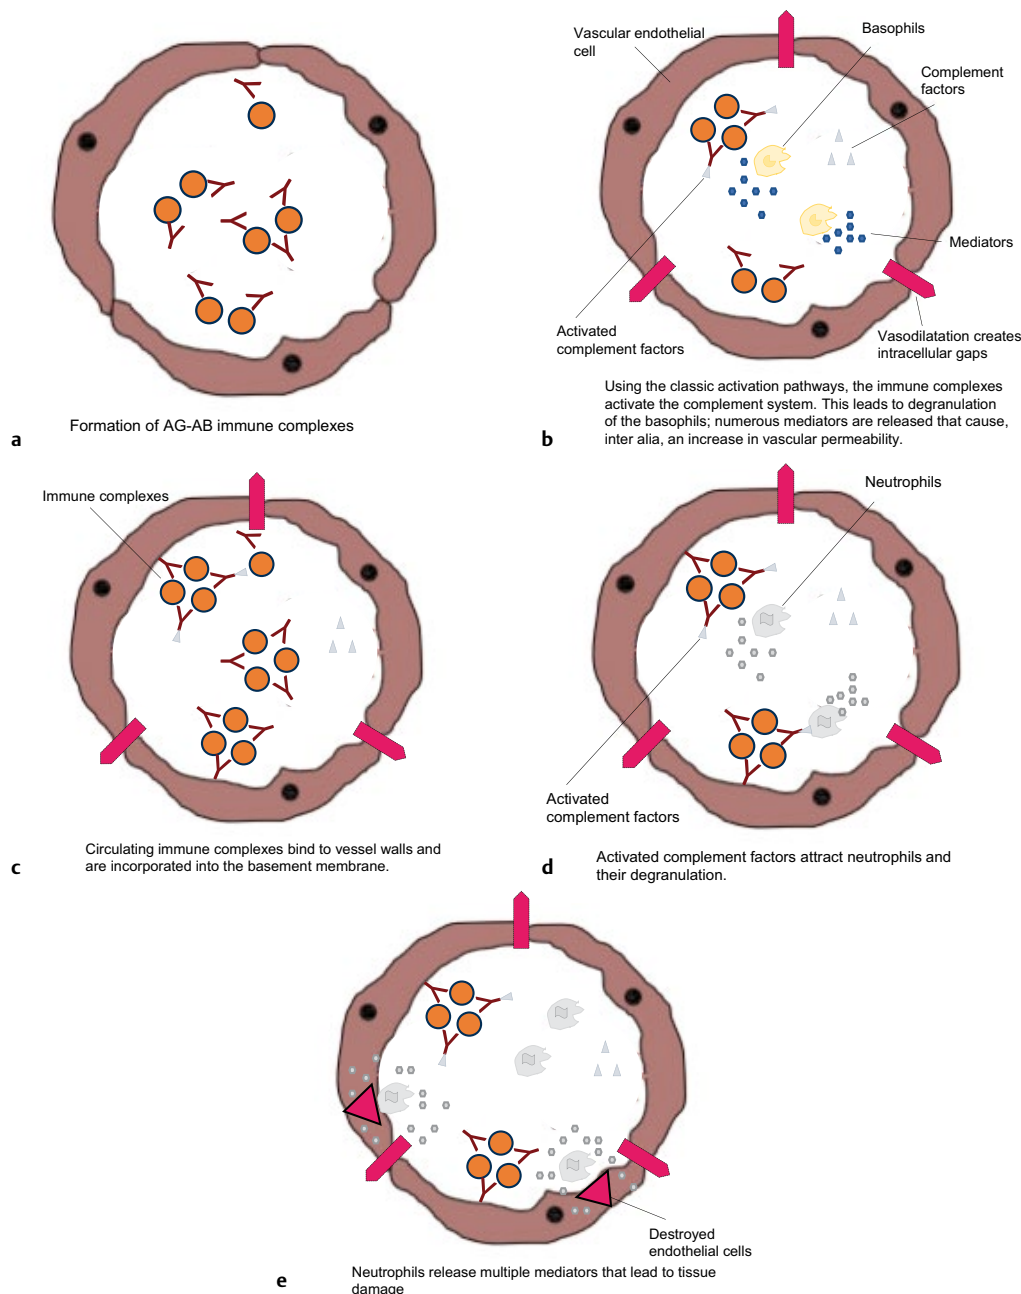 Formation of AG-AB immune complexes
a
Vascular endothelial
cell
Basophils
Complement
factors
Mediators
Activated
complement factors
Vasodilatation creates
intracellular gaps
Using the classic activation pathways, the immune complexes
activate the complement system. This leads to degranulation
of the basophils; numerous mediators are released that cause,
inter alia, an increase in vascular permeability.
b
Immune complexes
Circulating immune complexes bind to vessel walls and
are incorporated into the basement membrane.
c
Neutrophils
Activated
complement factors
Activated complement factors attract neutrophils and
their degranulation.
d
Destroyed
endothelial cells
Neutrophils release multiple mediators that lead to tissue
damage
e